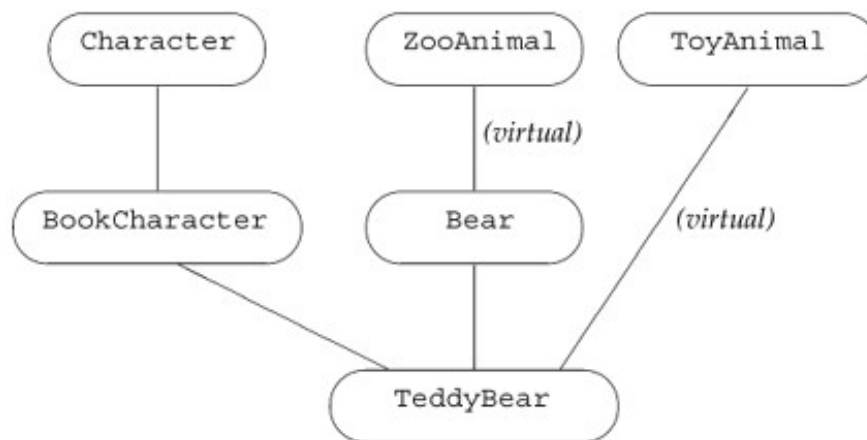 Character
ZooAnimal
ToyAnimal
(virtual)
BookCharacter
Bear
(virtual)
TeddyBear